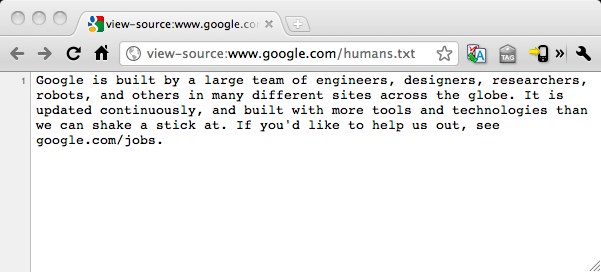 view-source:www.google.co
view-source:www.google.com/humans.txt
TAG
»
1
Google is built by a large team of engineers, designers, researchers,
robots, and others in many different sites across the globe. It is
updated continuously, and built with more tools and technologies than
we can shake a stick at. If you'd like to help us out, see
google.com/jobs.